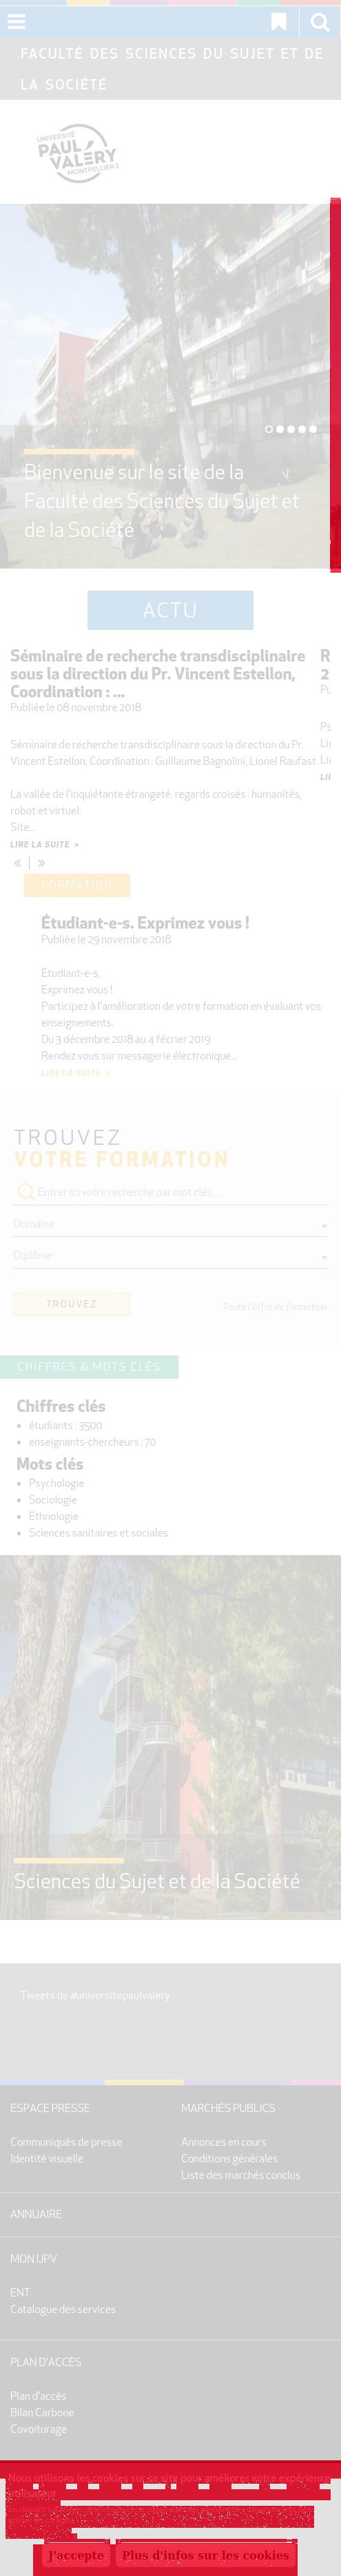 FACULTÉ DES SCIENCES DU SUJET ET DE
LA SOCIÉTÉ
UNIVERSITÉ
PAUL
VALÉRY
MONTPELLIER 3
Bienvenue sur le site de la
Faculté des Sciences du Sujet et
de la Société
ACTU
Séminaire de recherche transdisciplinaire
sous la direction du Pr. Vincent Estellon,
Coordination : ...
Publiée le 08 novembre 2018
Séminaire de recherche transdisciplinaire sous la direction du Pr.
Vincent Estellon, Coordination : Guillaume Bagnolini, Lionel Raufast
La vallée de l'inquiétante étrangeté. regards croisés : humanités,
robot et virtuel.
Site...
LIRE LA SUITE >
« | »
FORMATION
Étudiant-e-s. Exprimez vous !
Publiée le 29 novembre 2018
Étudiant-e-s.
Exprimez vous !
Participez à l'amélioration de votre formation en évaluant vos
enseignements.
Du 3 décembre 2018 au 4 février 2019
Rendez vous sur messagerie électronique...
LIRE LA SUITE >
TROUVEZ
VOTRE FORMATION
Entrer ici votre recherche par mot clés ...
Domaine
Diplôme
TROUVEZ
Toute l'offre de formation
CHIFFRES & MOTS CLÉS
Chiffres clés
étudiants : 3500
enseignants-chercheurs : 70
Mots clés
Psychologie
Sociologie
Ethnologie
Sciences sanitaires et sociales
Sciences du Sujet et de la Société
Tweets de #universitepaulvalery
ESPACE PRESSE
Communiqués de presse
Identité visuelle
MARCHÉS PUBLICS
Annonces en cours
Conditions générales
Liste des marchés conclus
ANNUAIRE
MON UPV
ENT
Catalogue des services
PLAN D'ACCÈS
Plan d'accès
Bilan Carbone
Covoiturage
Nous utilisons les cookies sur ce site pour améliorer votre expérience
utilisateur
J'accepte
Plus d'infos sur les cookies